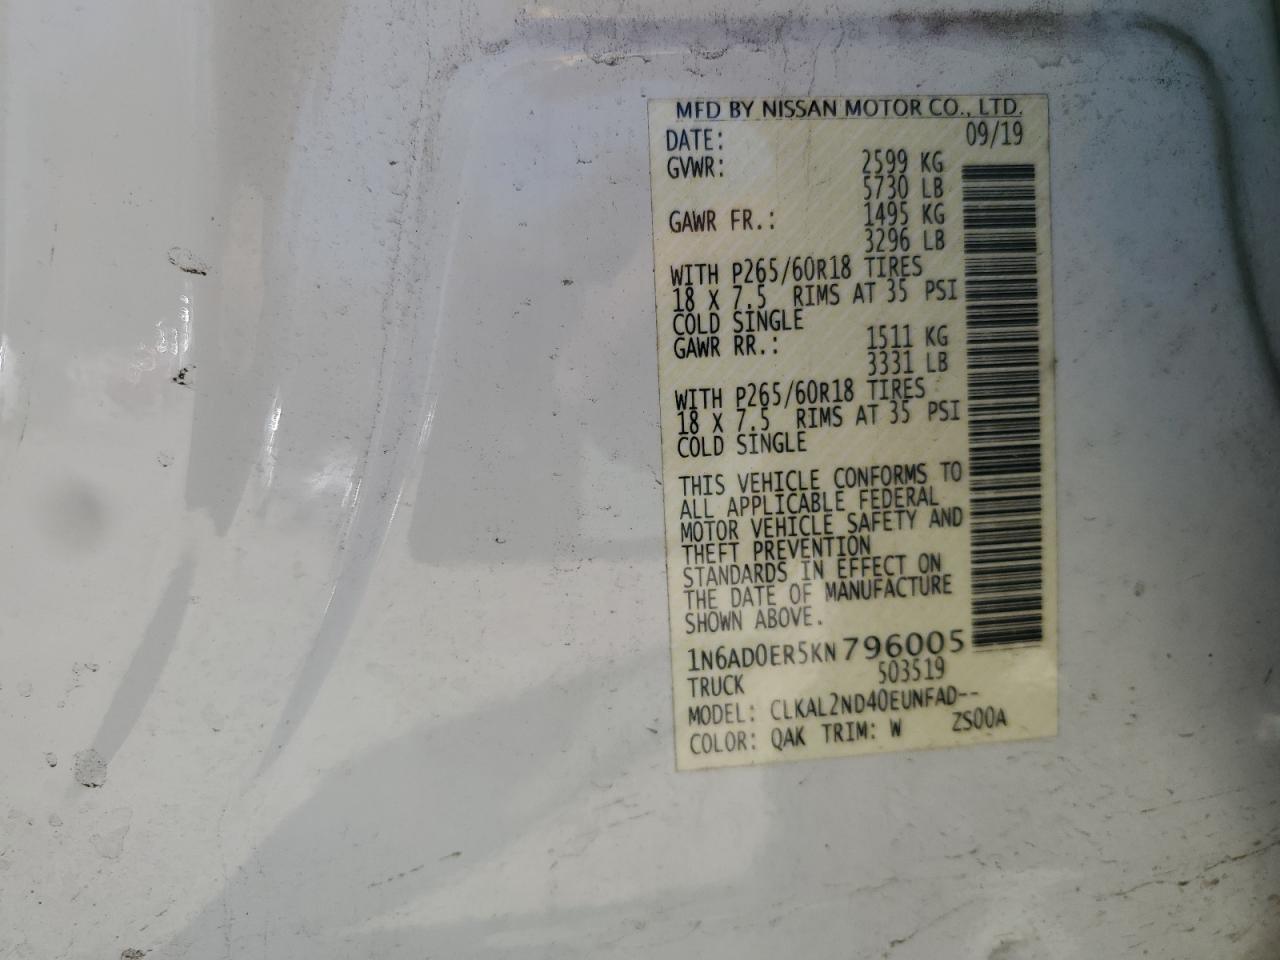 MFD BY NISSAN MOTOR CO., LTD.
DATE: 09/19
GVWR: 2599 KG
5730 LB
GAWR FR.: 1495 KG
3296 LB
WITH P265/60R18 TIRES
18 X 7.5 RIMS AT 35 PSI
COLD SINGLE
GAWR RR.: 1511 KG
3331 LB
WITH P265/60R18 TIRES
18 X 7.5 RIMS AT 35 PSI
COLD SINGLE
THIS VEHICLE CONFORMS TO
ALL APPLICABLE FEDERAL
MOTOR VEHICLE SAFETY AND
THEFT PREVENTION
STANDARDS IN EFFECT ON
THE DATE OF MANUFACTURE
SHOWN ABOVE.
1N6AD0ER5KN796005
TRUCK 503519
MODEL: CLKAL2ND40EUNFAD--
COLOR: QAK TRIM: W ZS00A